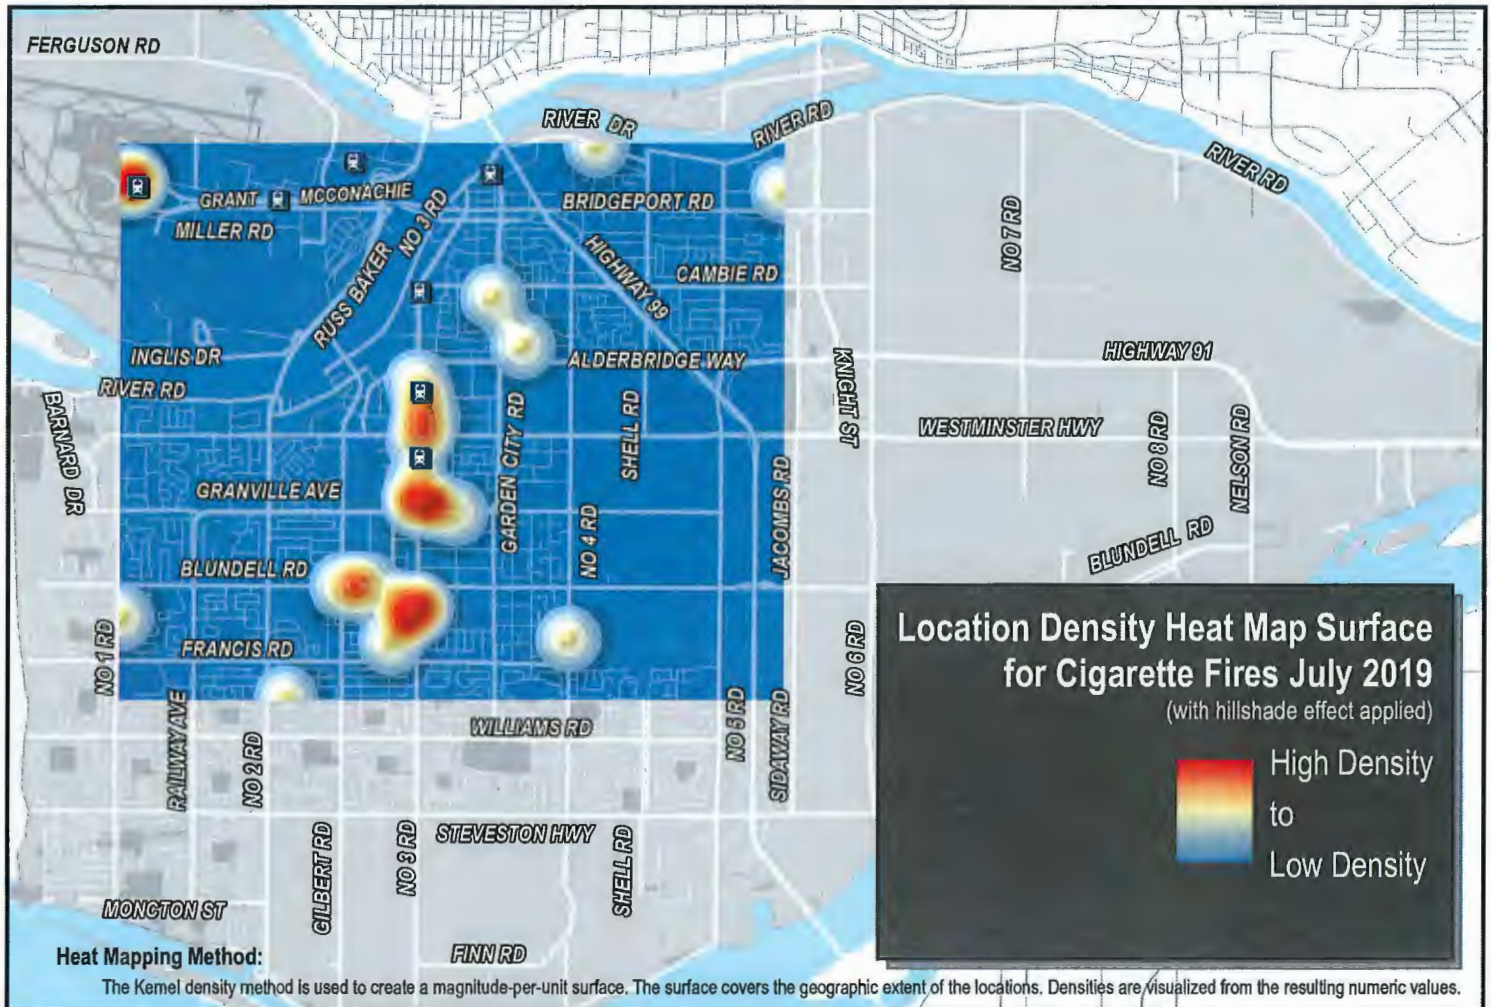 FERGUSON RD
RIVER DR
RIVER RD
RIVER RD
GRANT MCCONACHIE
BRIDGEPORT RD
MILLER RD
NO 3 RD
NO 7 RD
RUSS BAKER
HIGHWAY 99
CAMBIE RD
INGLIS DR
ALDERBRIDGE WAY
HIGHWAY 91
RIVER RD
KNIGHT ST
BARNARD DR
GARDEN CITY RD
SHELL RD
WESTMINSTER HWY
NO 8 RD
NELSON RD
GRANVILLE AVE
JACOMBS RD
NO 4 RD
BLUNDELL RD
BLUNDELL RD
NO 1 RD
FRANCIS RD
NO 6 RD
Location Density Heat Map Surface
for Cigarette Fires July 2019
(with hillshade effect applied)
High Density
to
Low Density
RAILWAY AVE
NO 2 RD
WILLIAMS RD
NO 5 RD
SIDAWAY RD
GILBERT RD
NO 3 RD
STEVESTON HWY
SHELL RD
MONCTON ST
FINN RD
Heat Mapping Method:
The Kernel density method is used to create a magnitude-per-unit surface. The surface covers the geographic extent of the locations. Densities are visualized from the resulting numeric values.